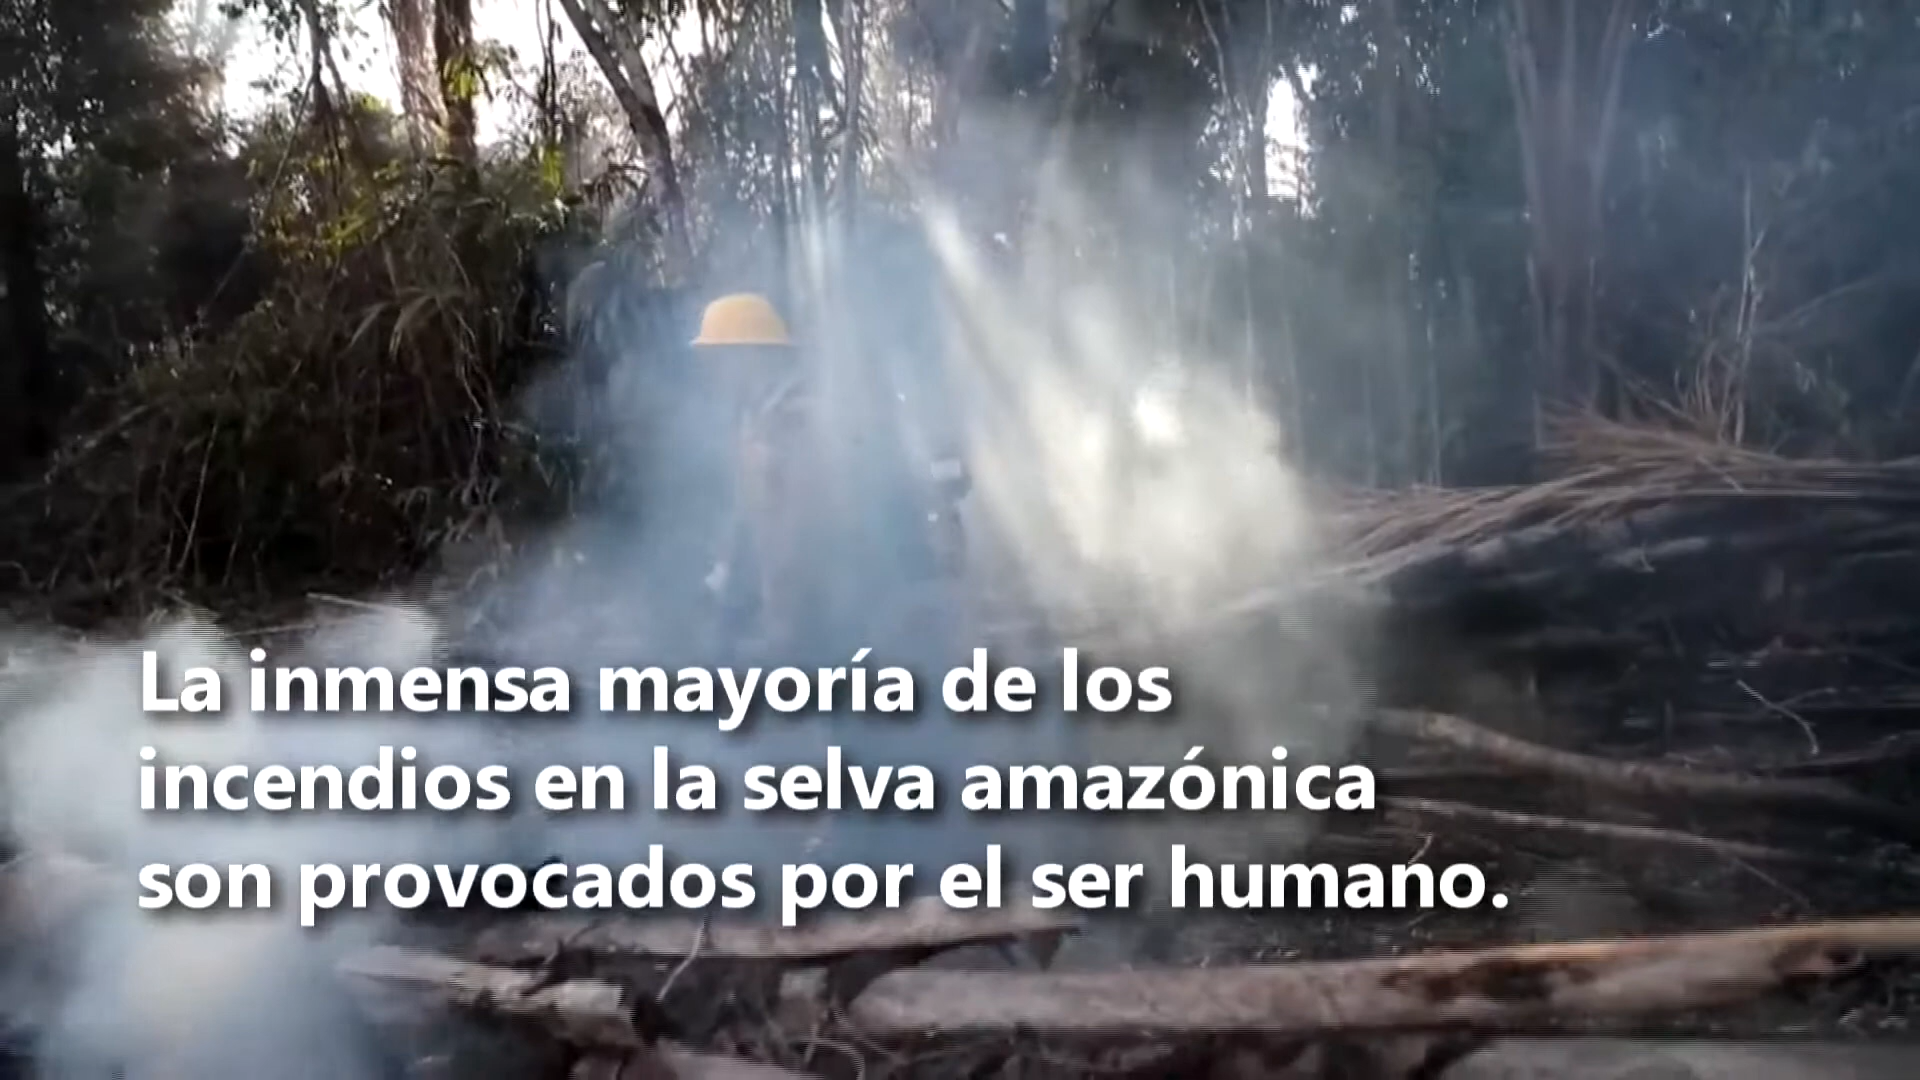 La inmensa mayoría de los
incendios en la selva amazónica
son provocados por el ser humano.